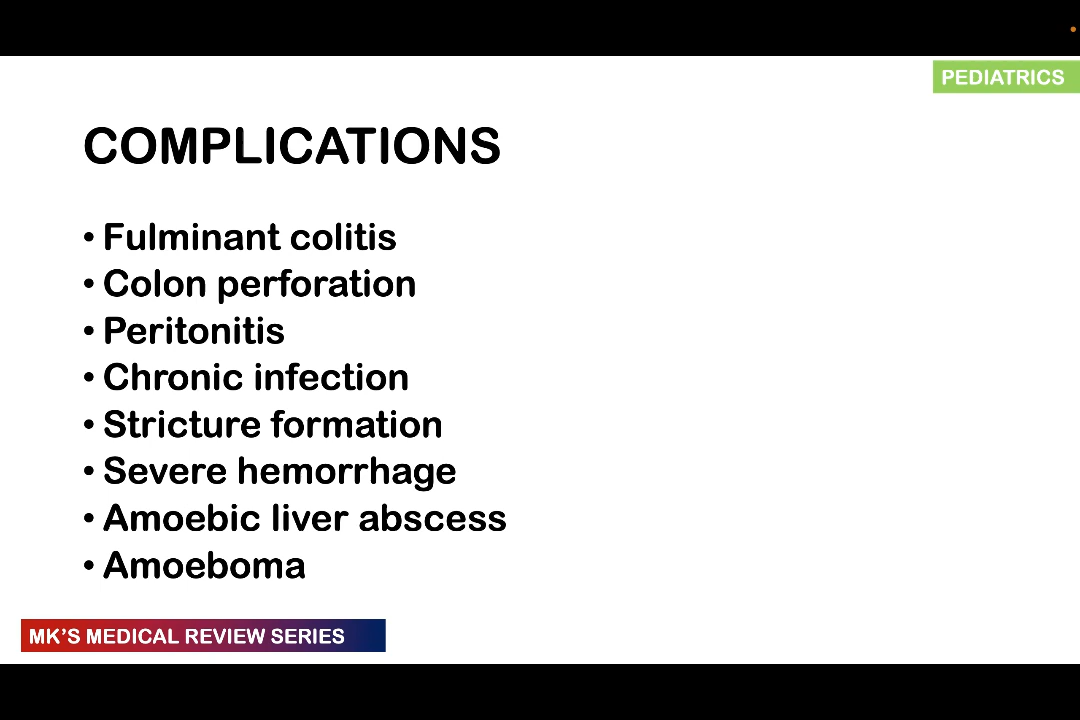 PEDIATRICS
COMPLICATIONS
• Fulminant colitis
• Colon perforation
• Peritonitis
• Chronic infection
• Stricture formation
• Severe hemorrhage
• Amoebic liver abscess
• Amoeboma
MK'S MEDICAL REVIEW SERIES